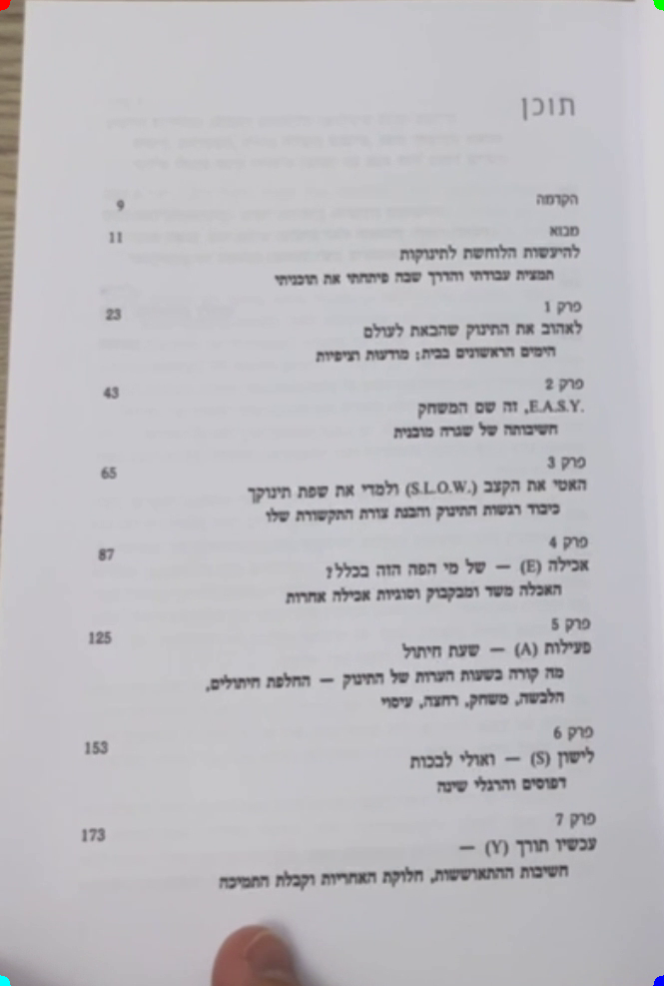 תוכן
הקדמה 9
מבוא 11
להיעשות הלוחשת לתינוקות
תמצית עבודתי והדרך שבה פיתחתי את תוכניתי
פרק 1 23
לאהוב את התינוק שהבאת לעולם
הימים הראשונים בבית; מודעות וציפיות
פרק 2 43
E.A.S.Y., זה שם המשחק
חשיבותה של שגרה מובנית
פרק 3 65
האטי את הקצב (S.L.O.W.) ולמדי את שפת תינוקך
כיבוד רגשות התינוק והבנת צורת התקשורת שלו
פרק 4 87
אכילה (E) — של מי הפה הזה בכלל?
האכלה משד ומבקבוק וסוגיות אכילה אחרות
פרק 5 125
פעילות (A) — שעת חיתול
מה קורה בשעות הערות של התינוק — החלפת חיתולים,
הלבשה, משחק, רחצה, עיסוי
פרק 6 153
לישון (S) — ואולי לבכות
דפוסים והרגלי שינה
פרק 7 173
עכשיו תורך (Y) —
חשיבות ההתאוששות, חלוקת האחריות וקבלת התמיכה